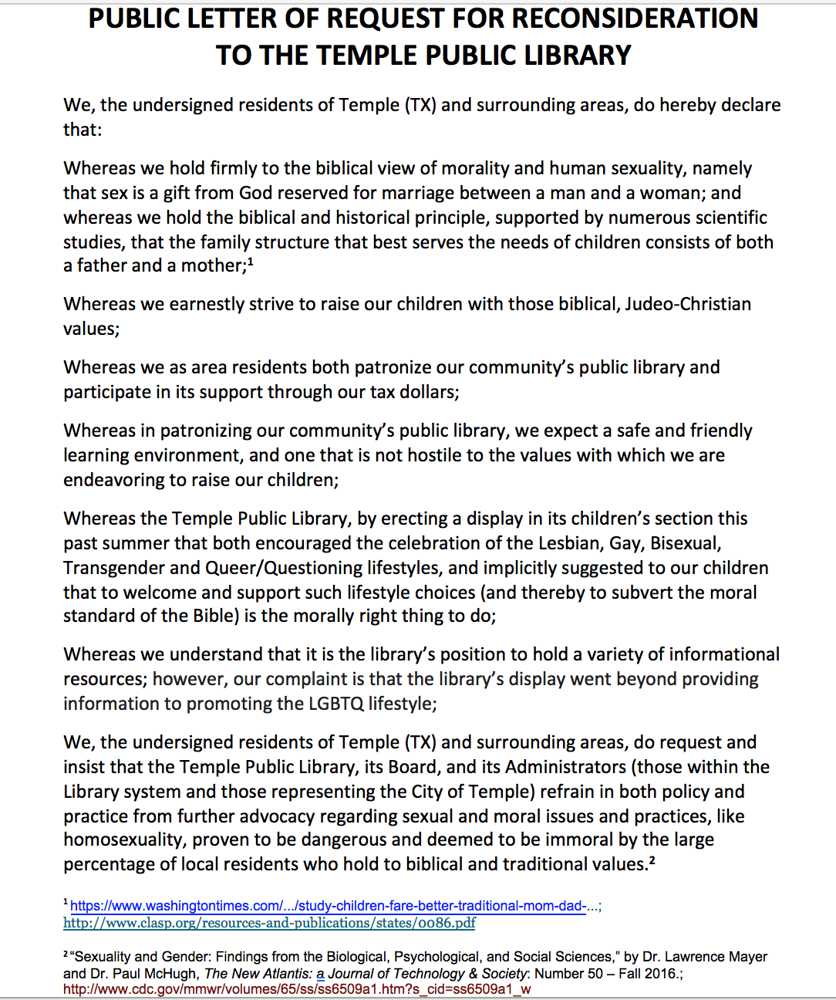 PUBLIC LETTER OF REQUEST FOR RECONSIDERATION
TO THE TEMPLE PUBLIC LIBRARY
We, the undersigned residents of Temple (TX) and surrounding areas, do hereby declare
that:
Whereas we hold firmly to the biblical view of morality and human sexuality, namely
that sex is a gift from God reserved for marriage between a man and a woman; and
whereas we hold the biblical and historical principle, supported by numerous scientific
studies, that the family structure that best serves the needs of children consists of both
a father and a mother;¹
Whereas we earnestly strive to raise our children with those biblical, Judeo-Christian
values;
Whereas we as area residents both patronize our community’s public library and
participate in its support through our tax dollars;
Whereas in patronizing our community’s public library, we expect a safe and friendly
learning environment, and one that is not hostile to the values with which we are
endeavoring to raise our children;
Whereas the Temple Public Library, by erecting a display in its children’s section this
past summer that both encouraged the celebration of the Lesbian, Gay, Bisexual,
Transgender and Queer/Questioning lifestyles, and implicitly suggested to our children
that to welcome and support such lifestyle choices (and thereby to subvert the moral
standard of the Bible) is the morally right thing to do;
Whereas we understand that it is the library’s position to hold a variety of informational
resources; however, our complaint is that the library’s display went beyond providing
information to promoting the LGBTQ lifestyle;
We, the undersigned residents of Temple (TX) and surrounding areas, do request and
insist that the Temple Public Library, its Board, and its Administrators (those within the
Library system and those representing the City of Temple) refrain in both policy and
practice from further advocacy regarding sexual and moral issues and practices, like
homosexuality, proven to be dangerous and deemed to be immoral by the large
percentage of local residents who hold to biblical and traditional values.²
¹ https://www.washingtontimes.com/.../study-children-fare-better-traditional-mom-dad-...;
http://www.clasp.org/resources-and-publications/states/0086.pdf
² “Sexuality and Gender: Findings from the Biological, Psychological, and Social Sciences,” by Dr. Lawrence Mayer
and Dr. Paul McHugh, The New Atlantis: a Journal of Technology & Society: Number 50 – Fall 2016.;
http://www.cdc.gov/mmwr/volumes/65/ss/ss6509a1.htm?s_cid=ss6509a1_w